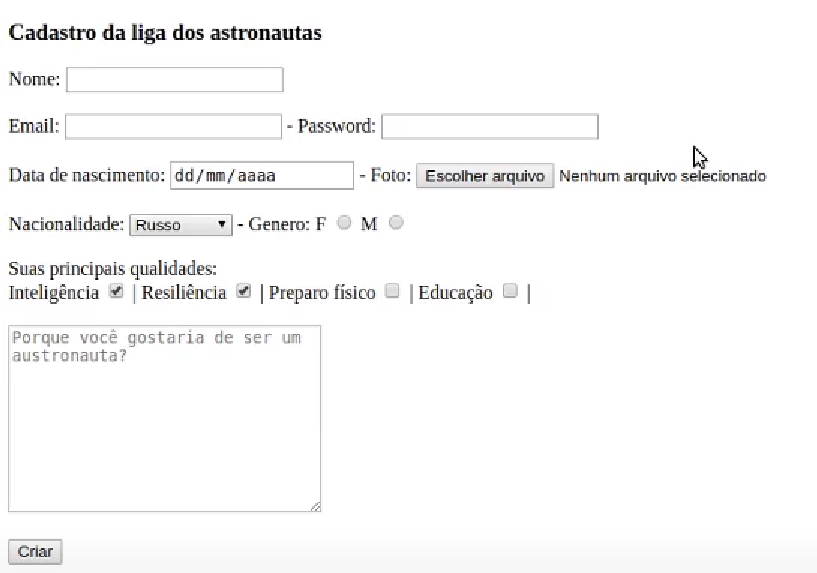 Cadastro da liga dos astronautas
Nome:
Email: - Password:
Data de nascimento: dd/mm/aaaa - Foto: Escolher arquivo Nenhum arquivo selecionado
Nacionalidade: Russo - Genero: F M
Suas principais qualidades:
Inteligência | Resiliência | Preparo físico | Educação |
Porque você gostaria de ser um
austronauta?
Criar